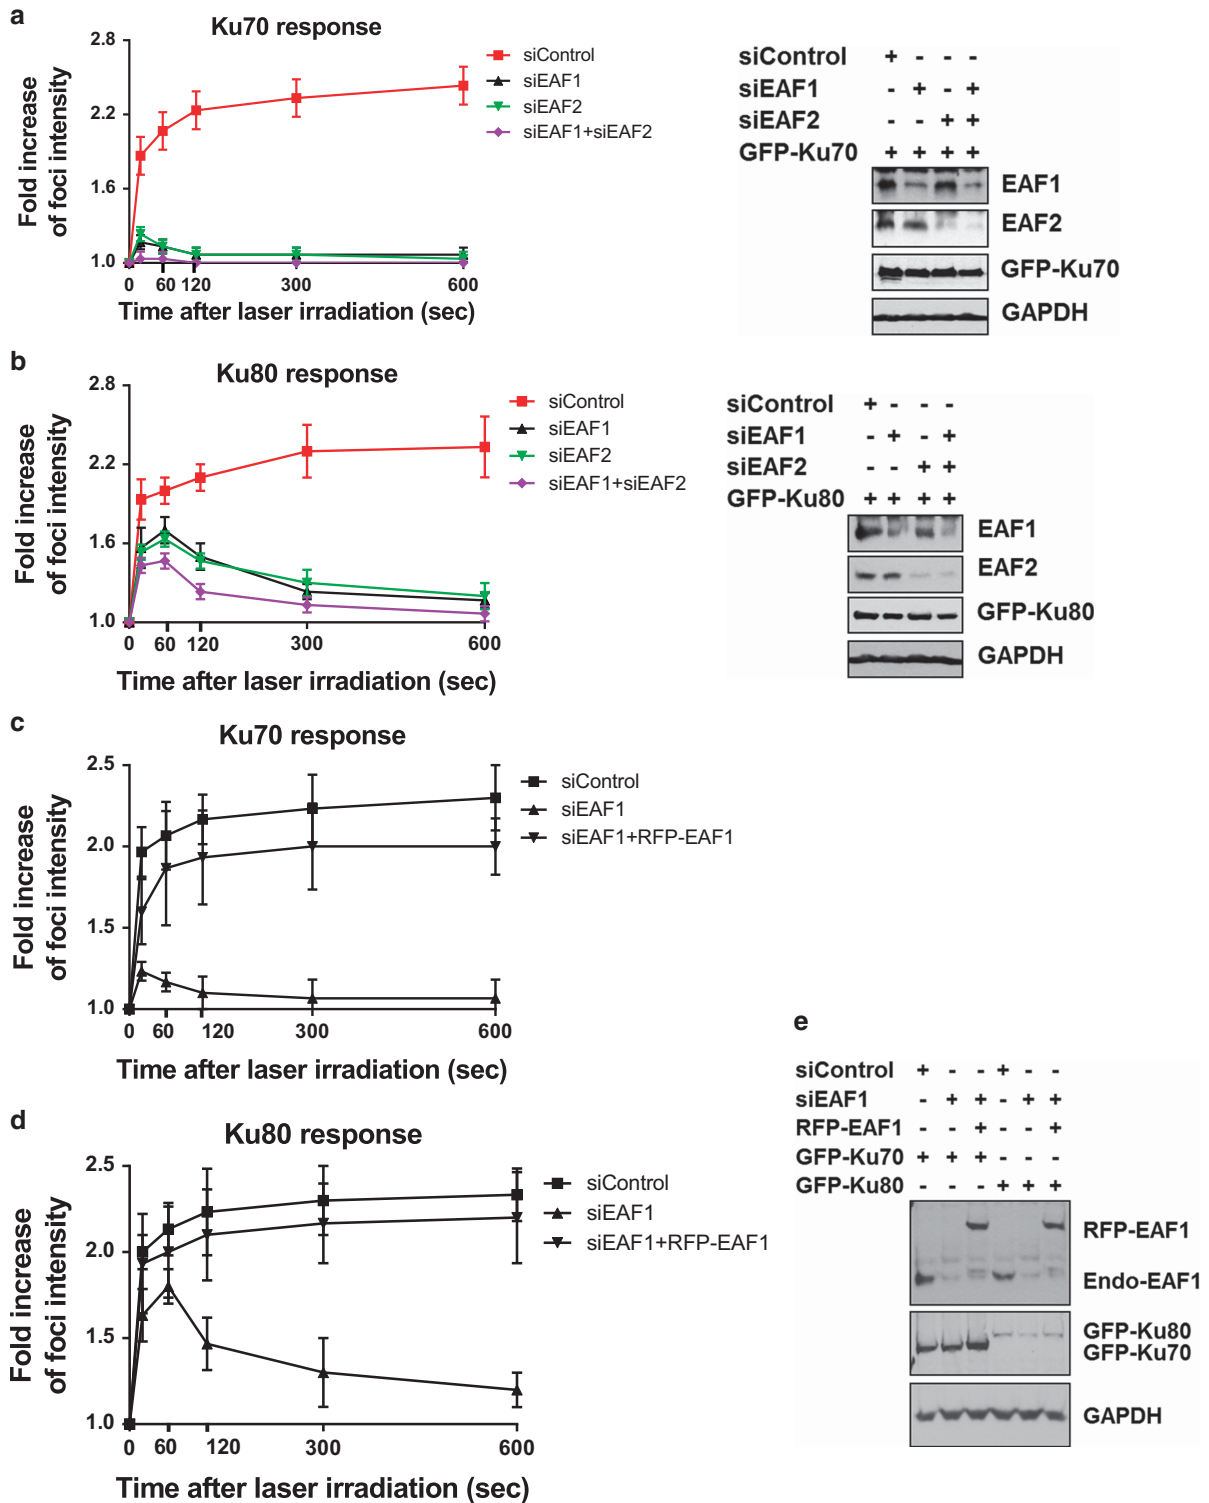 a
Ku70 response
Fold increase
of foci intensity
2.8
2.2
1.6
1.0
0 60 120 300 600
Time after laser irradiation (sec)
siControl
siEAF1
siEAF2
siEAF1+siEAF2
siControl + - - -
siEAF1 - + - +
siEAF2 - - + +
GFP-Ku70 + + + +
EAF1
EAF2
GFP-Ku70
GAPDH
b
Ku80 response
Fold increase
of foci intensity
2.8
2.2
1.6
1.0
0 60 120 300 600
Time after laser irradiation (sec)
siControl
siEAF1
siEAF2
siEAF1+siEAF2
siControl + - - -
siEAF1 - + - +
siEAF2 - - + +
GFP-Ku80 + + + +
EAF1
EAF2
GFP-Ku80
GAPDH
c
Ku70 response
Fold increase
of foci intensity
2.5
2.0
1.5
1.0
0 60 120 300 600
Time after laser irradiation (sec)
siControl
siEAF1
siEAF1+RFP-EAF1
d
Ku80 response
Fold increase
of foci intensity
2.5
2.0
1.5
1.0
0 60 120 300 600
Time after laser irradiation (sec)
siControl
siEAF1
siEAF1+RFP-EAF1
e
siControl + - - + - -
siEAF1 - + + - + +
RFP-EAF1 - - + - - +
GFP-Ku70 + + + - - -
GFP-Ku80 - - - + + +
RFP-EAF1
Endo-EAF1
GFP-Ku80
GFP-Ku70
GAPDH